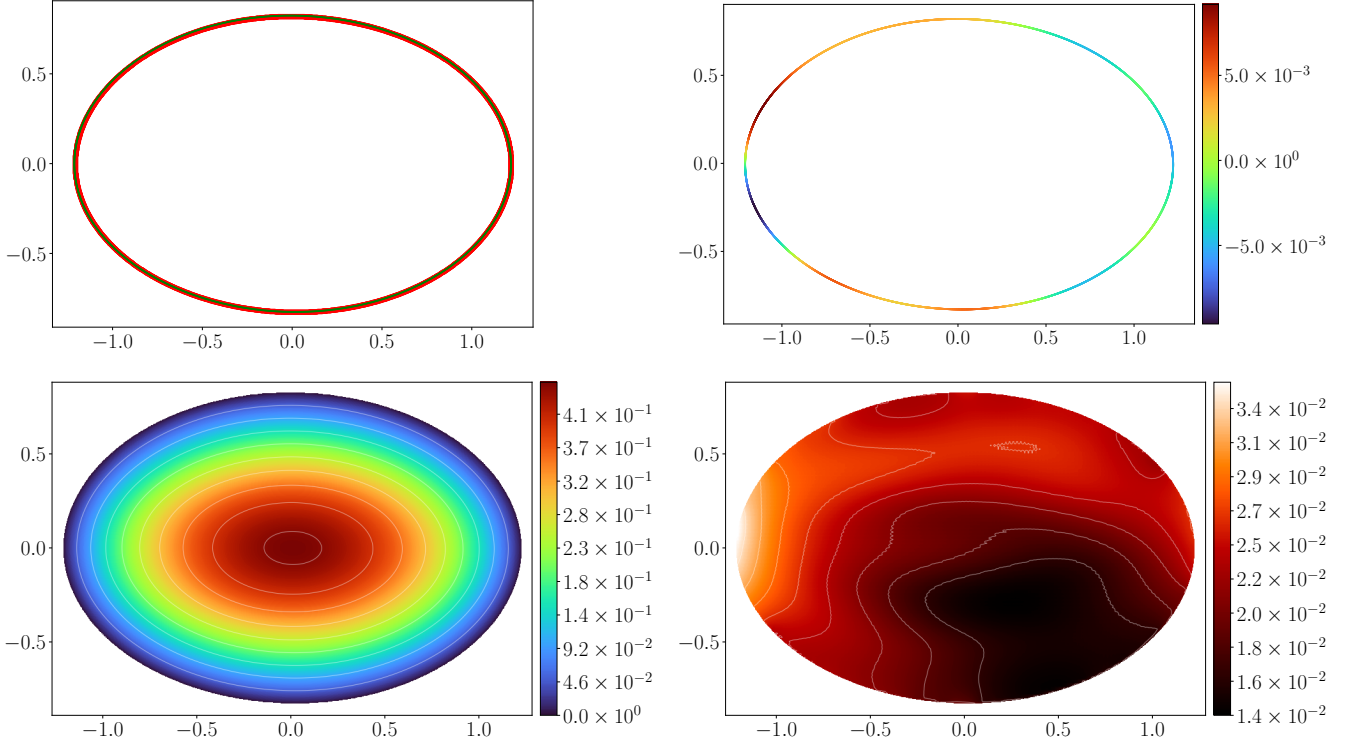 0.5
0.0
−0.5
−1.0 −0.5 0.0 0.5 1.0
0.5
0.0
−0.5
−1.0 −0.5 0.0 0.5 1.0
5.0 × 10⁻³
0.0 × 10⁰
−5.0 × 10⁻³
0.5
0.0
−0.5
−1.0 −0.5 0.0 0.5 1.0
4.1 × 10⁻¹
3.7 × 10⁻¹
3.2 × 10⁻¹
2.8 × 10⁻¹
2.3 × 10⁻¹
1.8 × 10⁻¹
1.4 × 10⁻¹
9.2 × 10⁻²
4.6 × 10⁻²
0.0 × 10⁰
0.5
0.0
−0.5
−1.0 −0.5 0.0 0.5 1.0
3.4 × 10⁻²
3.1 × 10⁻²
2.9 × 10⁻²
2.7 × 10⁻²
2.5 × 10⁻²
2.2 × 10⁻²
2.0 × 10⁻²
1.8 × 10⁻²
1.6 × 10⁻²
1.4 × 10⁻²